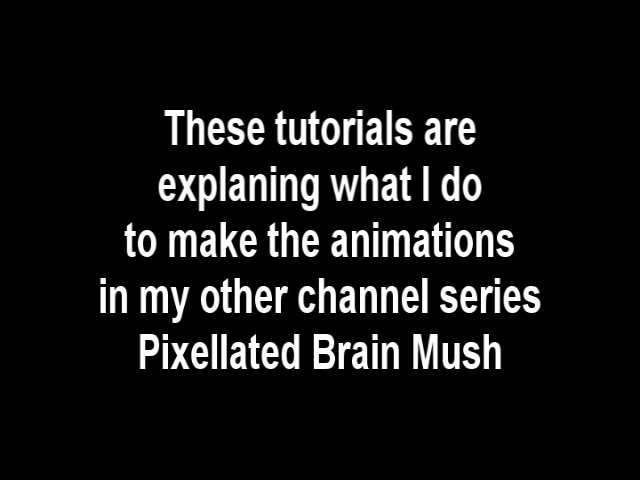 These tutorials are
explaning what I do
to make the animations
in my other channel series
Pixellated Brain Mush